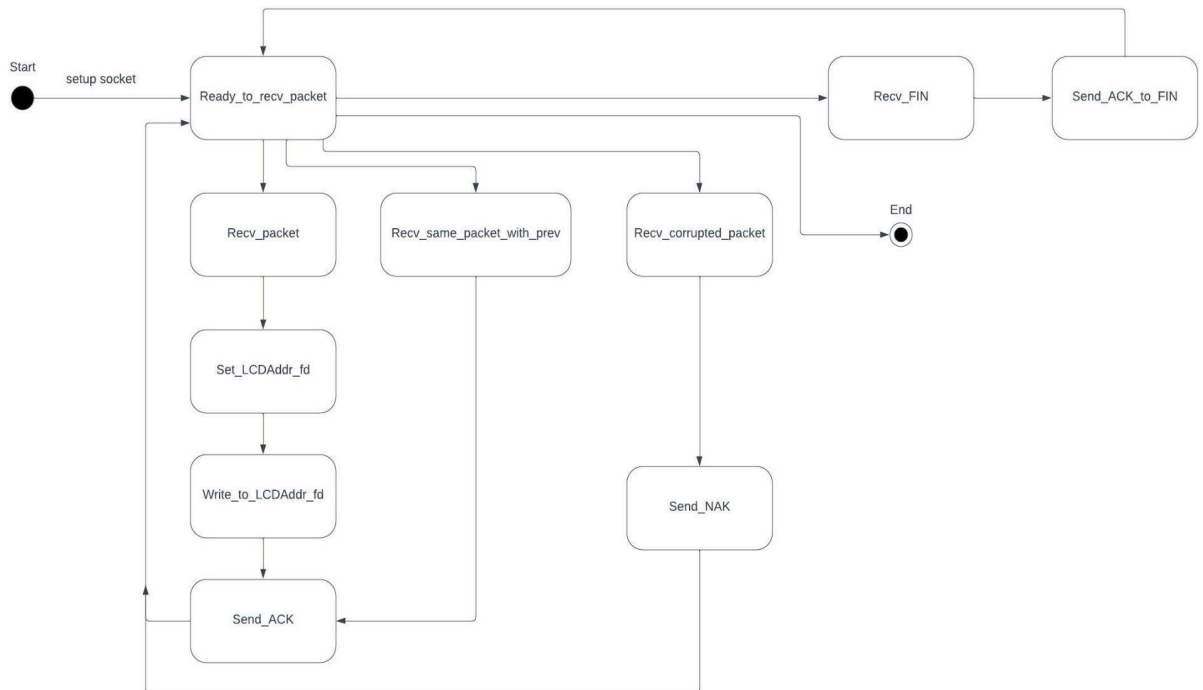 Start
setup socket
Ready_to_recv_packet
Recv_FIN
Send_ACK_to_FIN
Recv_packet
Recv_same_packet_with_prev
Recv_corrupted_packet
End
Set_LCDAddr_fd
Write_to_LCDAddr_fd
Send_NAK
Send_ACK